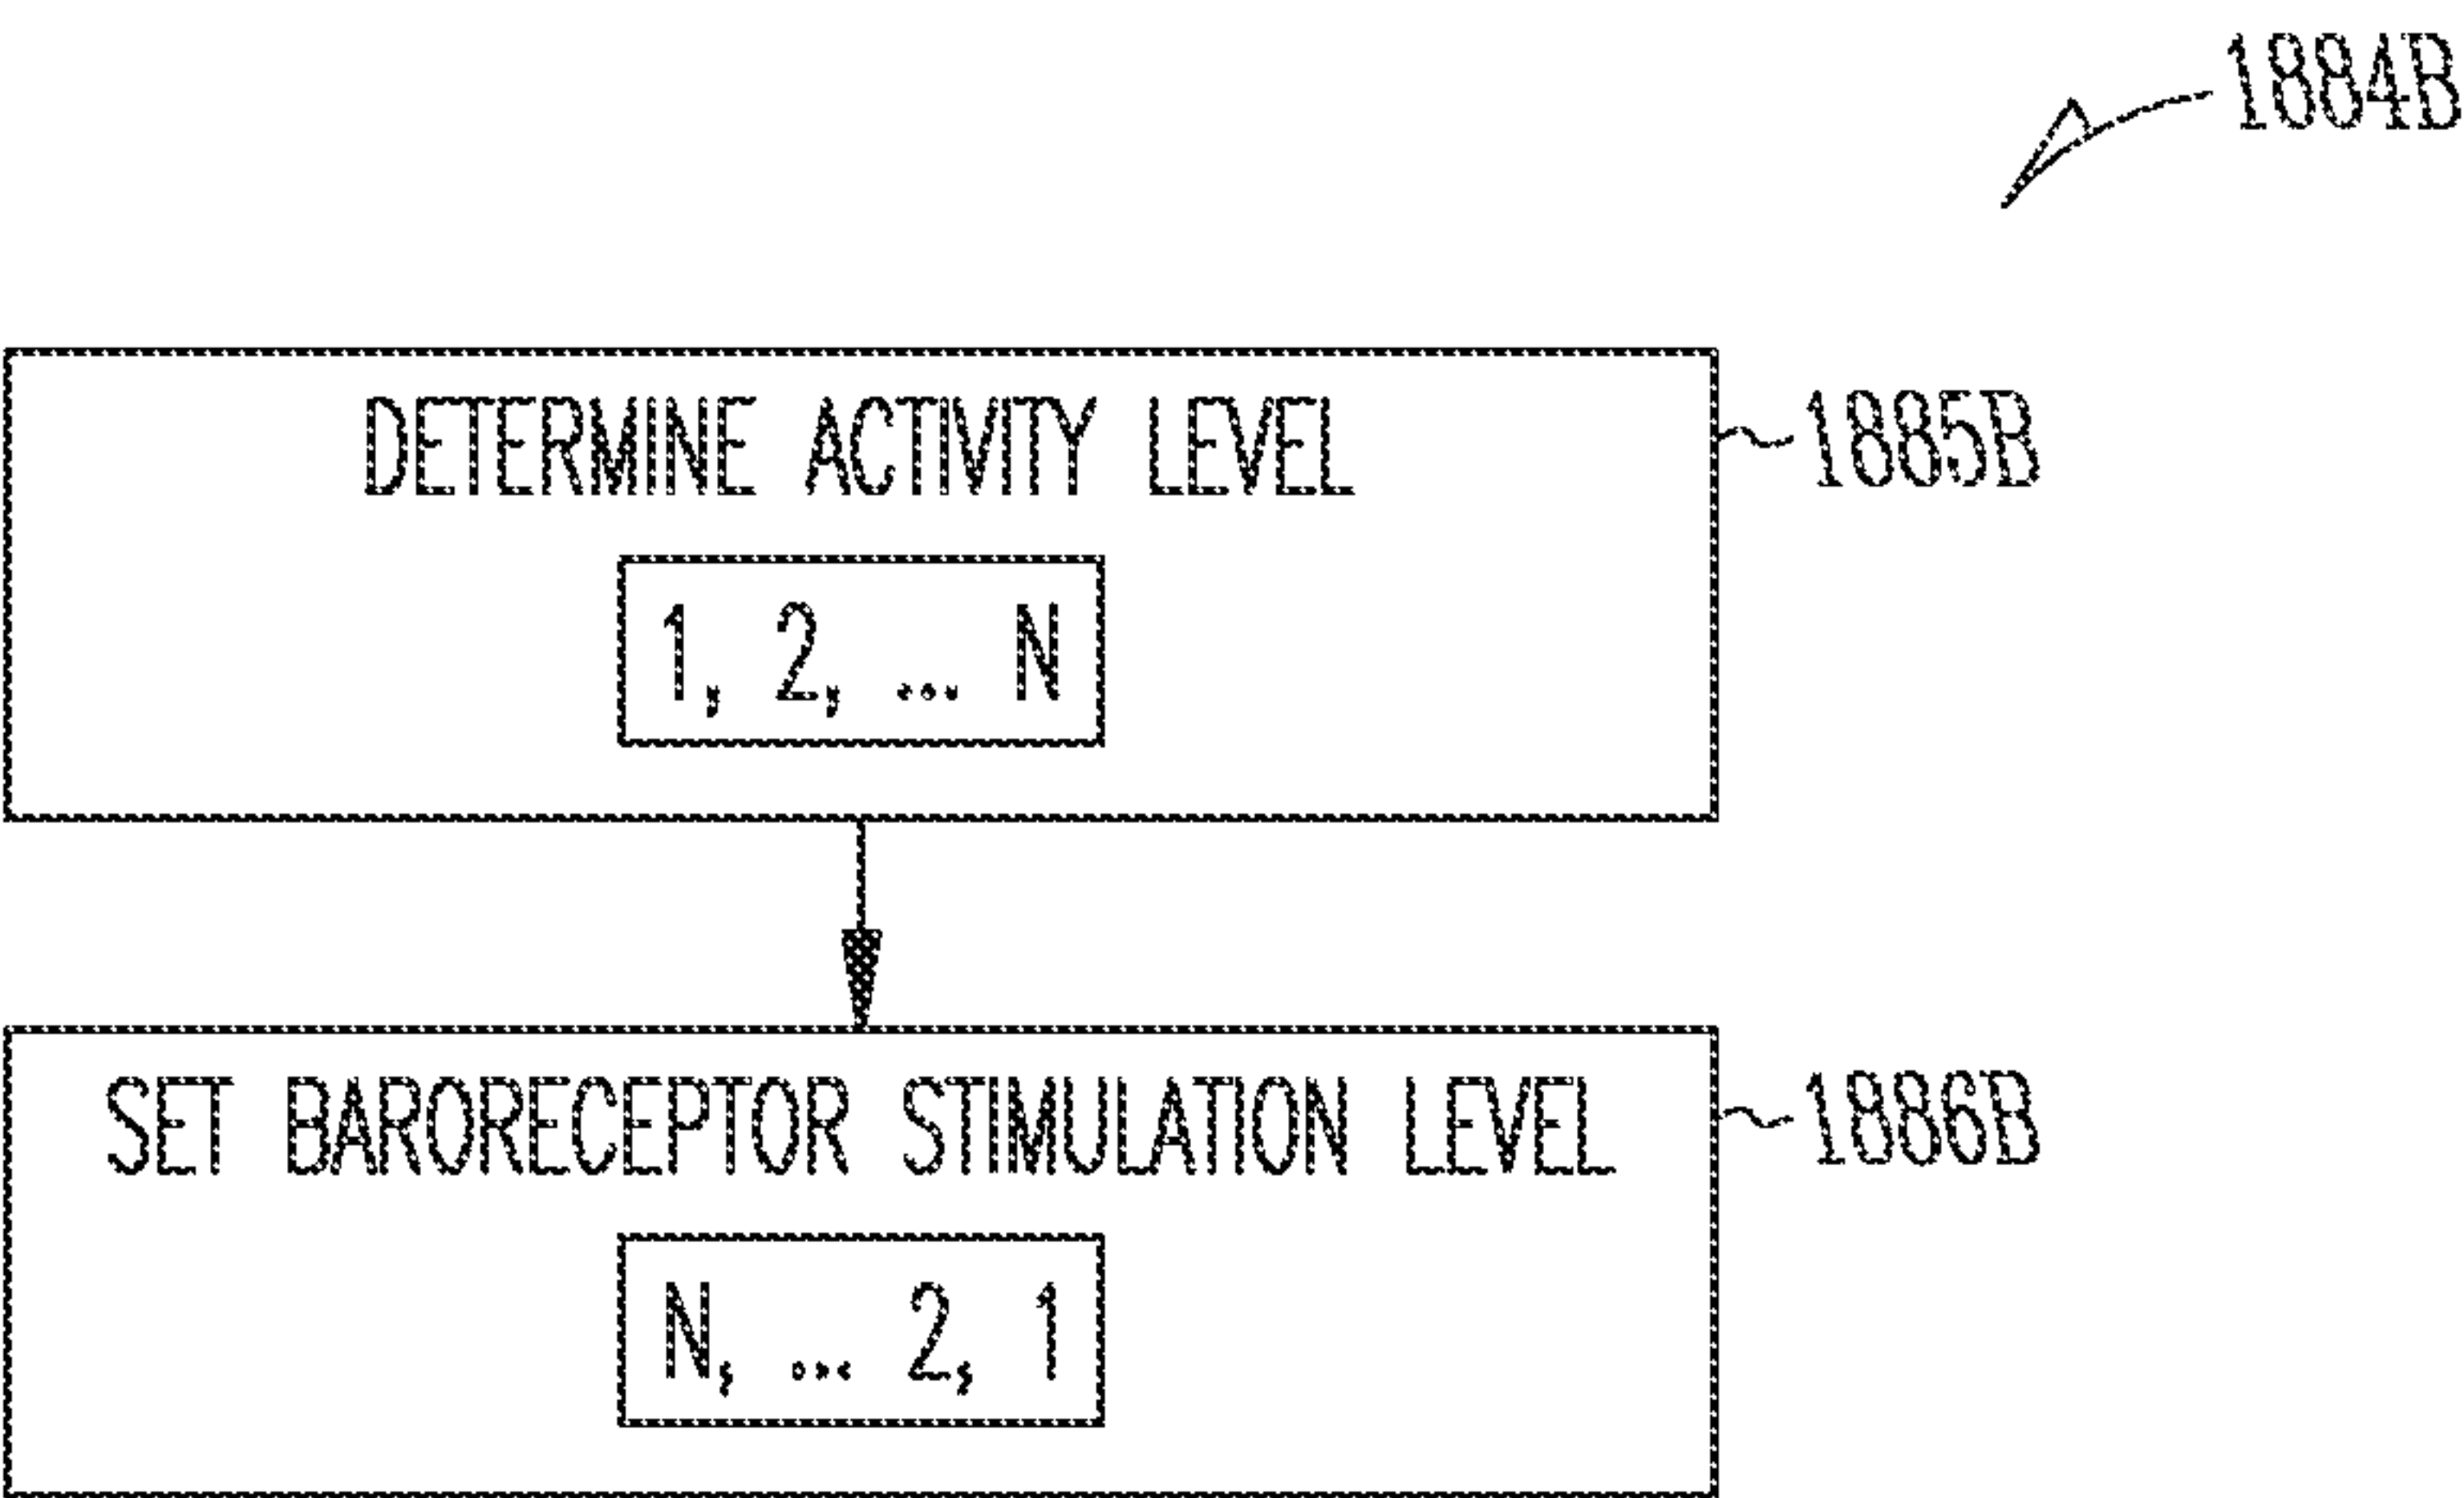 1884B
DETERMINE ACTIVITY LEVEL
1885B
1, 2, ... N
SET BARORECEPTOR STIMULATION LEVEL
1886B
N, ... 2, 1